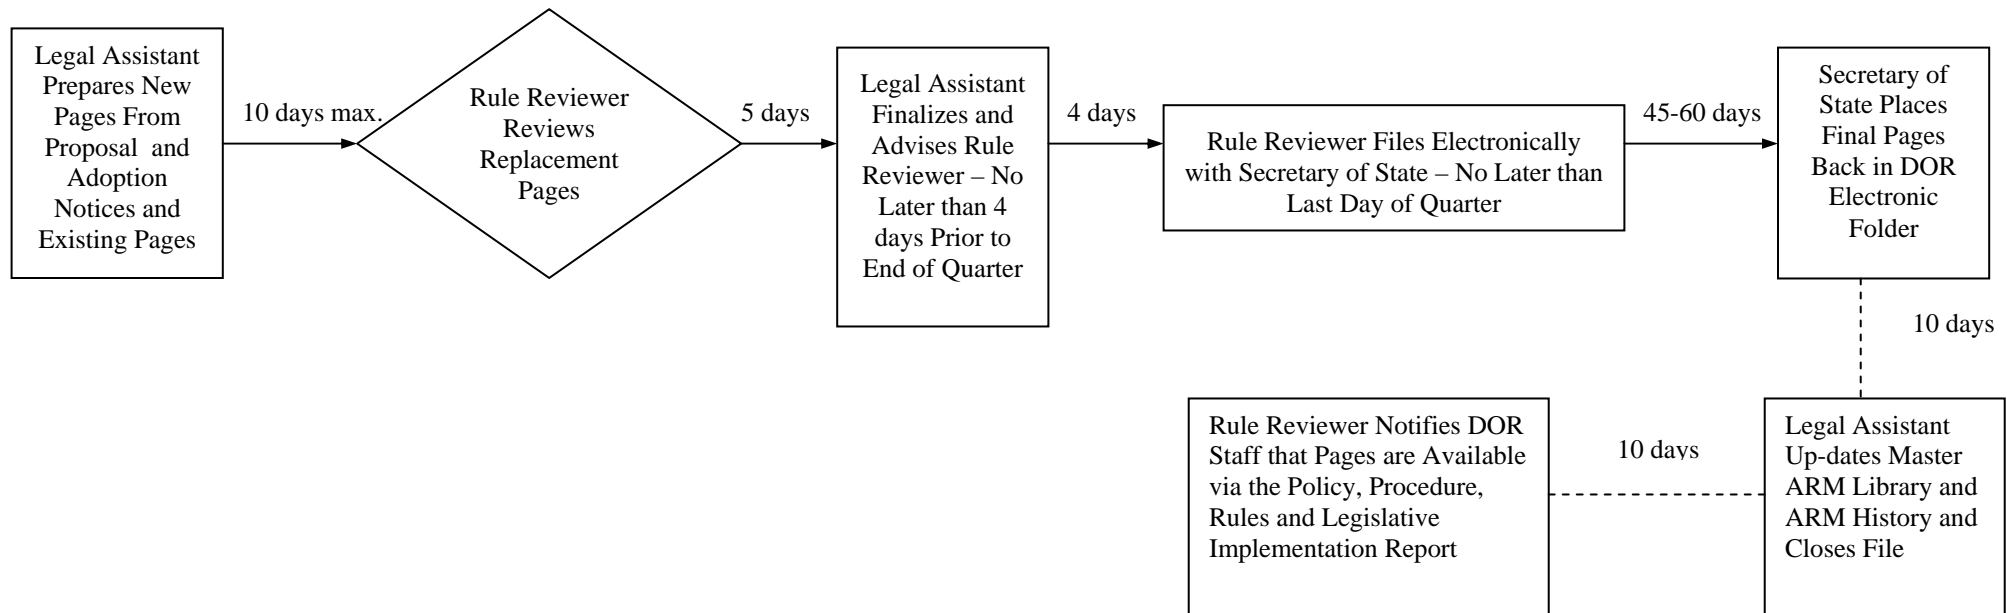 Legal Assistant
Prepares New
Pages From
Proposal and
Adoption
Notices and
Existing Pages
10 days max.
Rule Reviewer
Reviews
Replacement
Pages
5 days
Legal Assistant
Finalizes and
Advises Rule
Reviewer – No
Later than 4
days Prior to
End of Quarter
4 days
Rule Reviewer Files Electronically
with Secretary of State – No Later than
Last Day of Quarter
45-60 days
Secretary of
State Places
Final Pages
Back in DOR
Electronic
Folder
10 days
Legal Assistant
Up-dates Master
ARM Library and
ARM History and
Closes File
10 days
Rule Reviewer Notifies DOR
Staff that Pages are Available
via the Policy, Procedure,
Rules and Legislative
Implementation Report